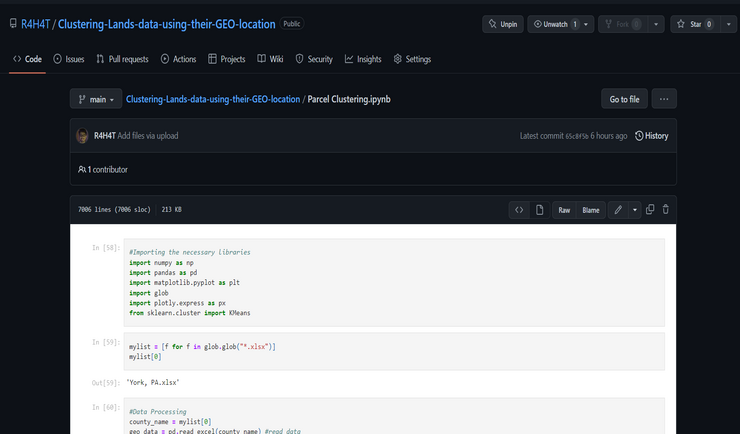 R4H4T / Clustering-Lands-data-using-their-GEO-location Public
Unpin Unwatch 1 Fork 0 Star 0
Code Issues Pull requests Actions Projects Wiki Security Insights Settings
main Clustering-Lands-data-using-their-GEO-location / Parcel Clustering.ipynb Go to file ...
R4H4T Add files via upload Latest commit 65c8f5b 6 hours ago History
1 contributor
7006 lines (7006 sloc) 213 KB <> Raw Blame
In [58]: #Importing the necessary libraries
import numpy as np
import pandas as pd
import matplotlib.pyplot as plt
import glob
import plotly.express as px
from sklearn.cluster import KMeans
In [59]:
mylist = [f for f in glob.glob("*.xlsx")]
mylist[0]
Out[59]: 'York, PA.xlsx'
In [60]:
#Data Processing
county_name = mylist[0]
geo_data = pd.read_excel(county_name) #read data